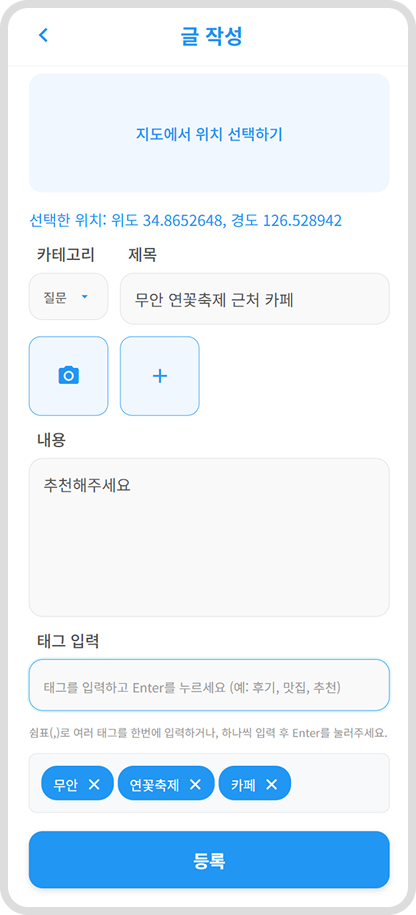 글 작성
지도에서 위치 선택하기
선택한 위치: 위도 34.8652648, 경도 126.528942
카테고리 제목
질문 무안 연꽃축제 근처 카페
내용
추천해주세요
태그 입력
태그를 입력하고 Enter를 누르세요 (예: 후기, 맛집, 추천)
쉼표(,)로 여러 태그를 한번에 입력하거나, 하나씩 입력 후 Enter를 눌러주세요.
무안 연꽃축제 카페
등록